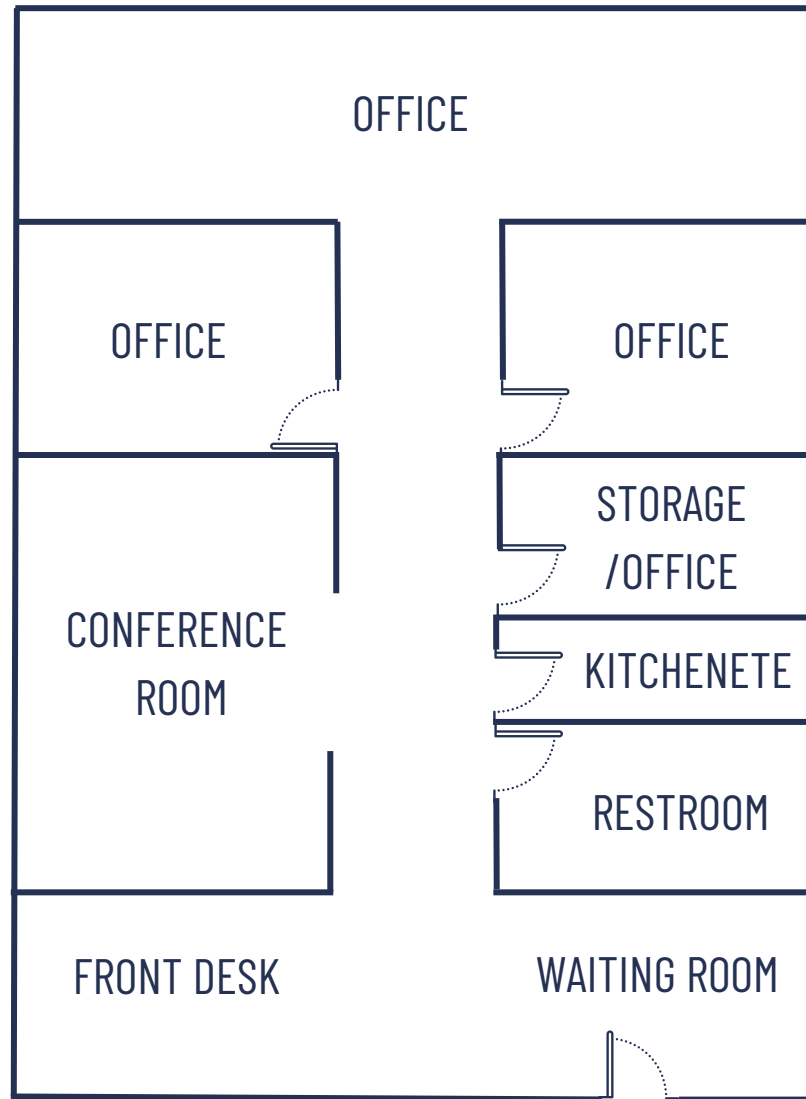 OFFICE
OFFICE
OFFICE
STORAGE
/OFFICE
CONFERENCE
ROOM
KITCHENETE
RESTROOM
FRONT DESK
WAITING ROOM